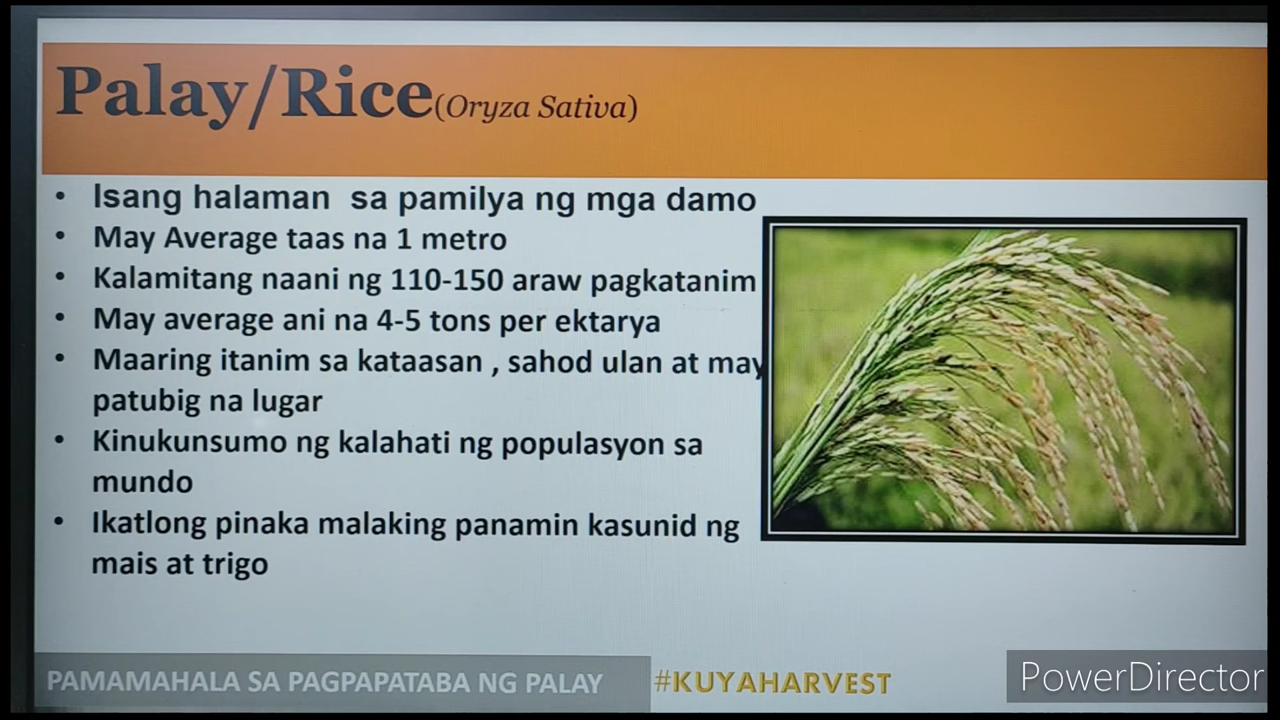 Palay/Rice(Oryza Sativa)
• Isang halaman sa pamilya ng mga damo
• May Average taas na 1 metro
• Kalamitang naani ng 110-150 araw pagkatanim
• May average ani na 4-5 tons per ektarya
• Maaring itanim sa kataasan , sahod ulan at may
patubig na lugar
• Kinukunsumo ng kalahati ng populasyon sa
mundo
• Ikatlong pinaka malaking panamin kasunid ng
mais at trigo
PAMAMAHALA SA PAGPAPATABA NG PALAY
#KUYAHARVEST
PowerDirector